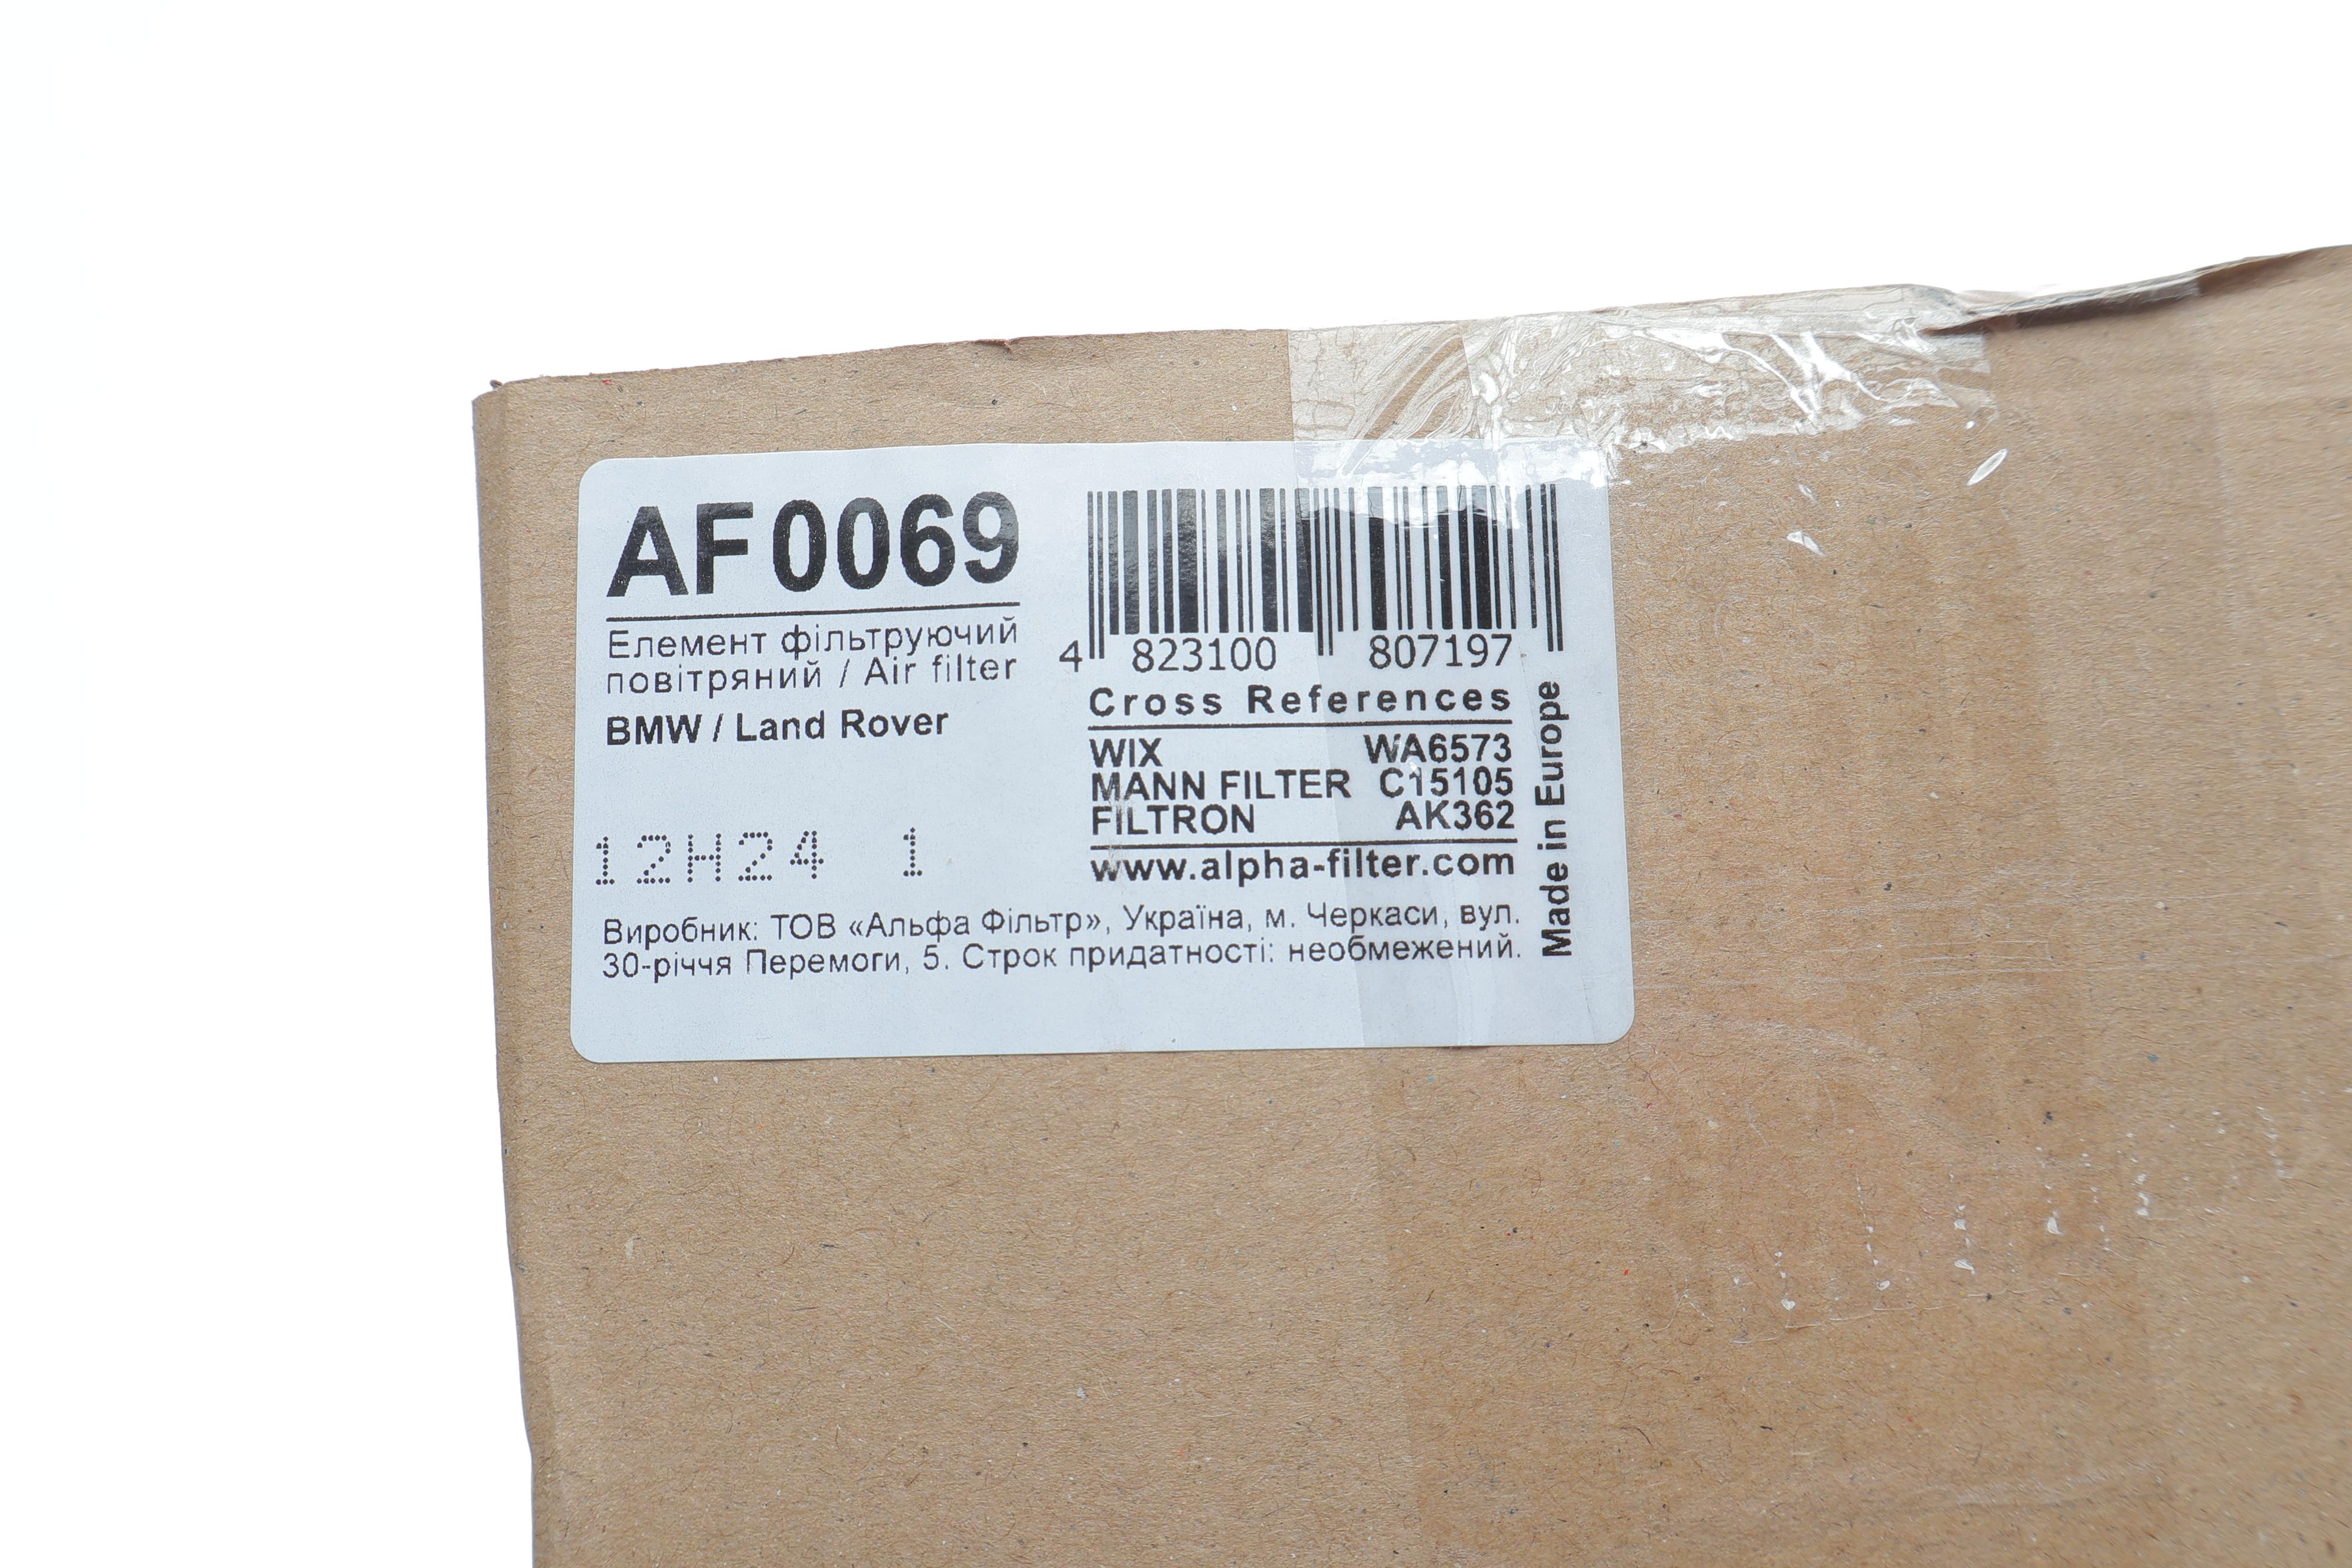 AF0069
Елемент фільтруючий
повітряний / Air filter
BMW / Land Rover
12H24 1
4 823100 807197
Cross References
WIX WA6573
MANN FILTER C15105
FILTRON AK362
www.alpha-filter.com
Made in Europe
Виробник: ТОВ «Альфа Фільтр», Україна, м. Черкаси, вул.
30-річчя Перемоги, 5. Строк придатності: необмежений.